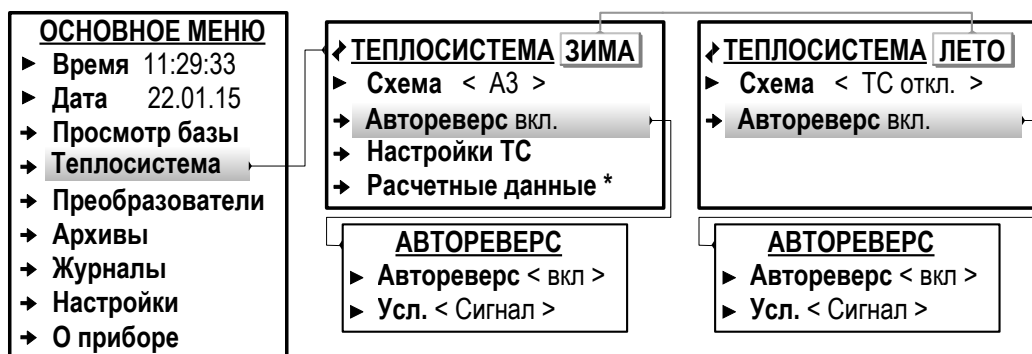 ОСНОВНОЕ МЕНЮ
Время 11:29:33
Дата 22.01.15
Просмотр базы
Теплосистема
Преобразователи
Архивы
Журналы
Настройки
О приборе
ТЕПЛОСИСТЕМА ЗИМА
Схема < А3 >
Автореверс вкл.
Настройки ТС
Расчетные данные *
АВТОРЕВЕРС
Автореверс < вкл >
Усл. < Сигнал >
ТЕПЛОСИСТЕМА ЛЕТО
Схема < ТС откл. >
Автореверс вкл.
АВТОРЕВЕРС
Автореверс < вкл >
Усл. < Сигнал >